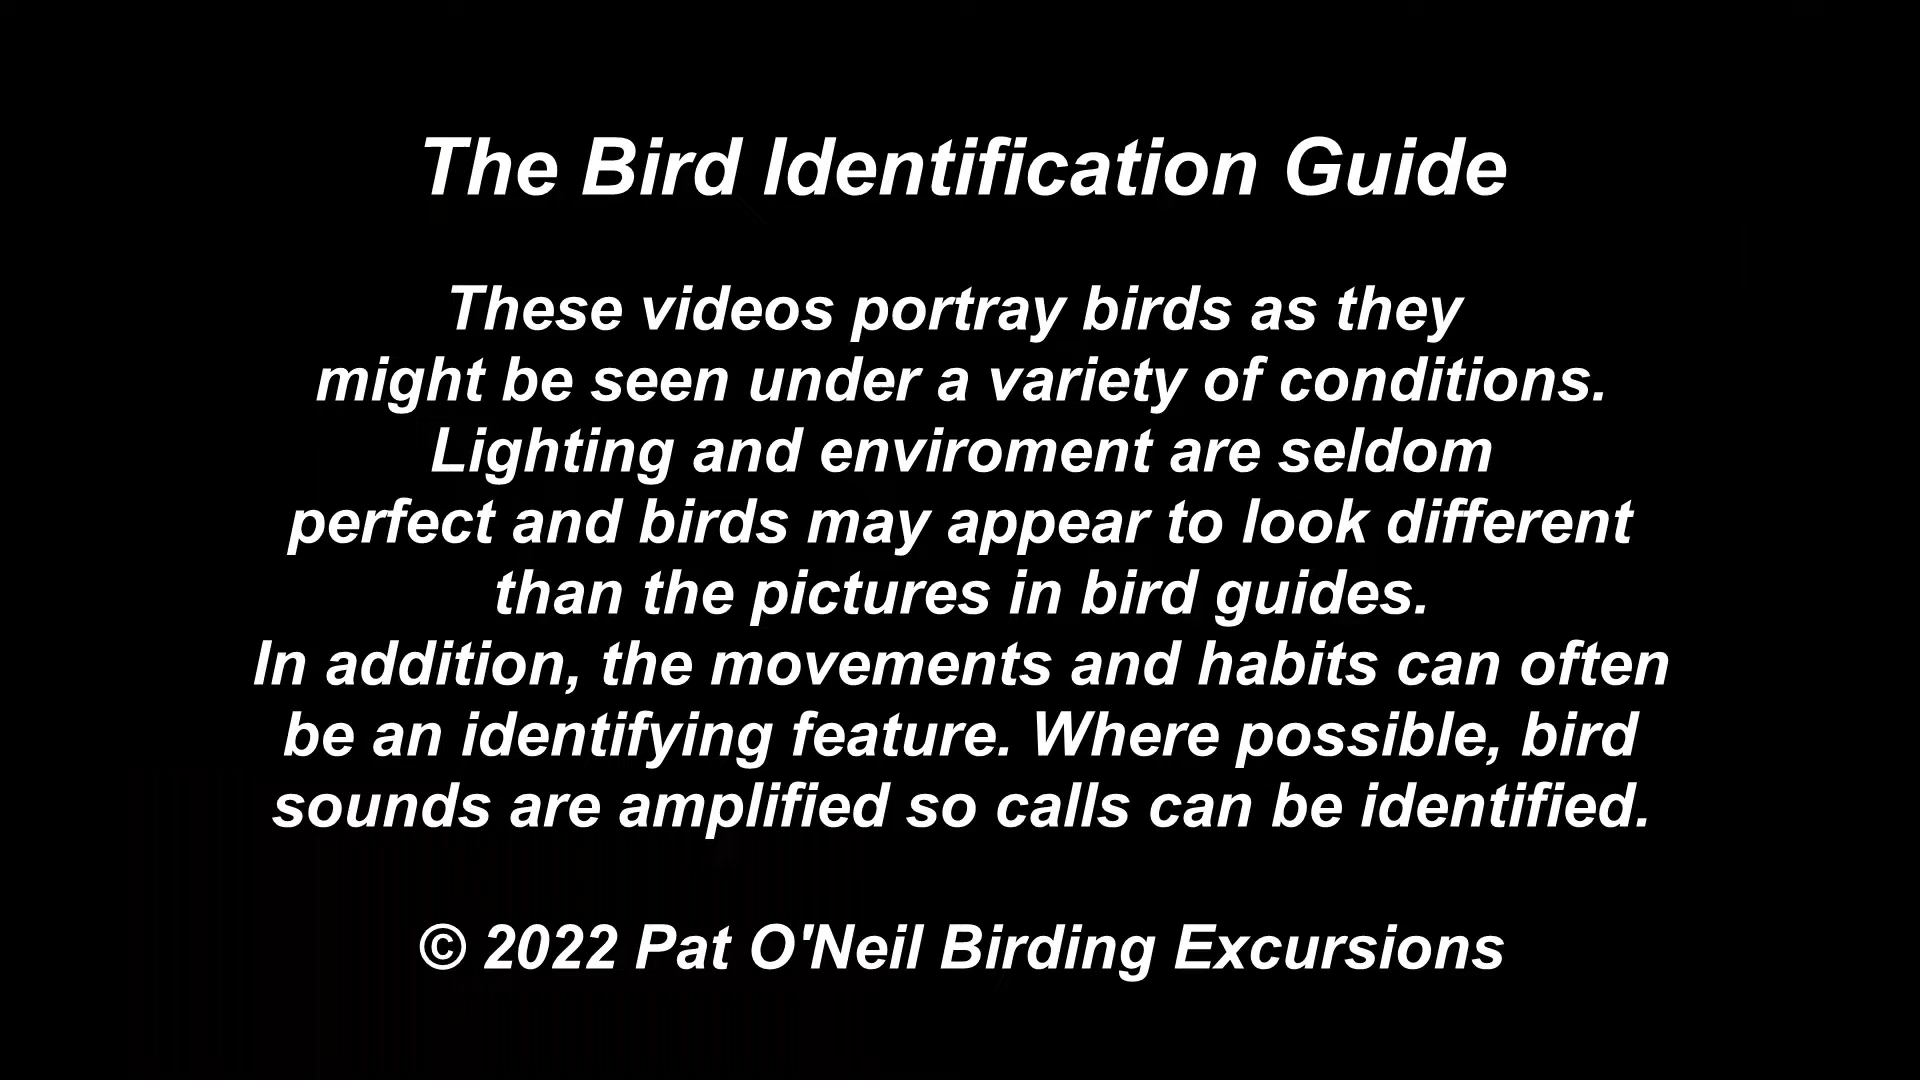 The Bird Identification Guide
These videos portray birds as they
might be seen under a variety of conditions.
Lighting and enviroment are seldom
perfect and birds may appear to look different
than the pictures in bird guides.
In addition, the movements and habits can often
be an identifying feature. Where possible, bird
sounds are amplified so calls can be identified.
© 2022 Pat O'Neil Birding Excursions